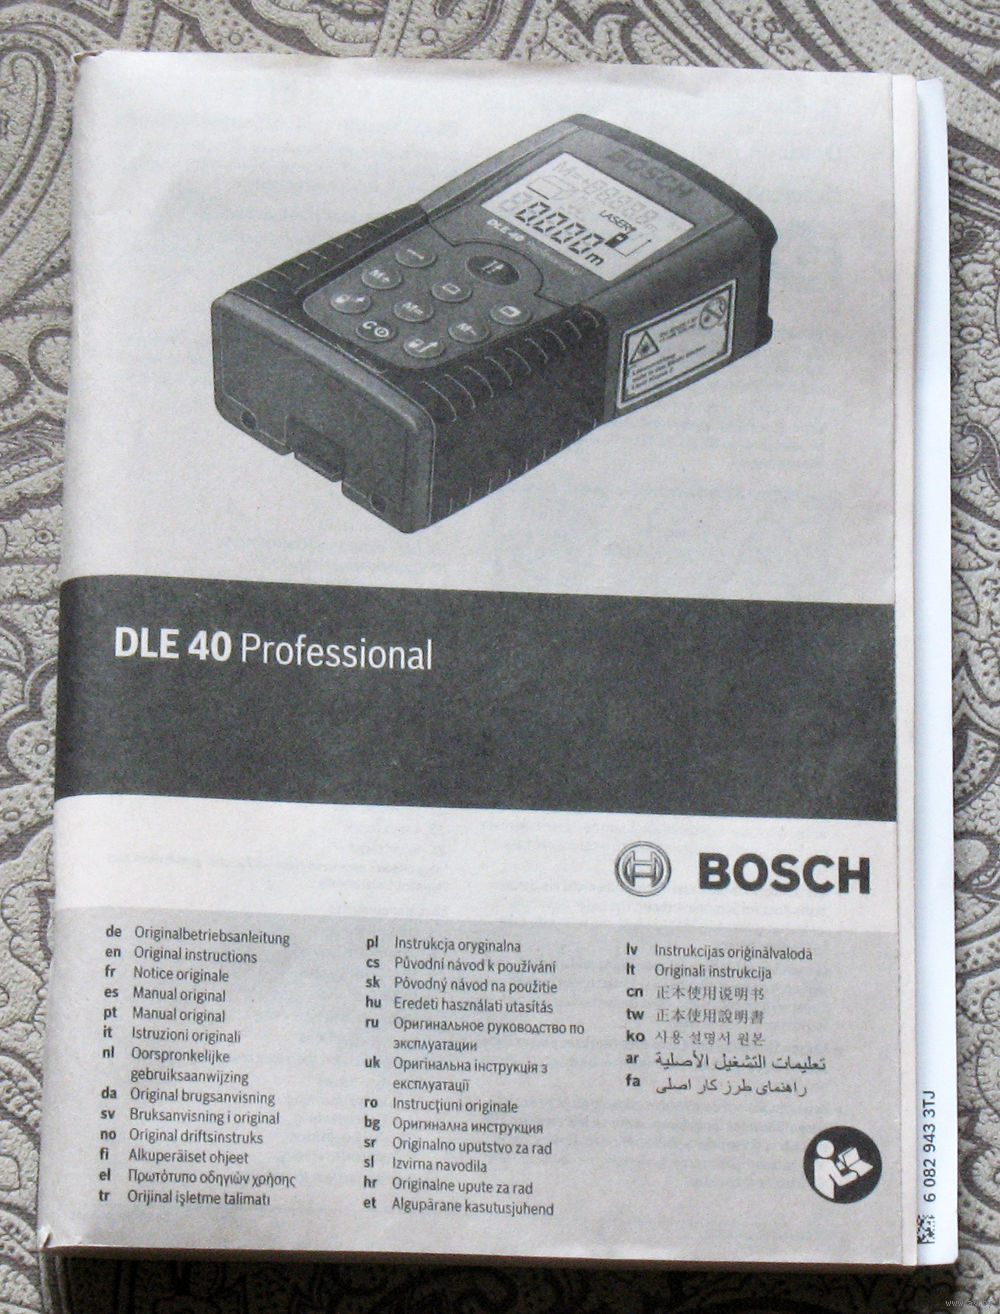 BOSCH
LASER
0000m
DLE 40
M+
M=
M-
C
DLE 40 Professional
BOSCH
de Originalbetriebsanleitung
en Original instructions
fr Notice originale
es Manual original
pt Manual original
it Istruzioni originali
nl Oorspronkelijke
gebruiksaanwijzing
da Original brugsanvisning
sv Bruksanvisning i original
no Original driftsinstruks
fi Alkuperäiset ohjeet
el Πρωτότυπο οδηγιών χρήσης
tr Orijinal işletme talimatı
pl Instrukcja oryginalna
cs Původní návod k používání
sk Pôvodný návod na použitie
hu Eredeti használati utasítás
ru Оригинальное руководство по
эксплуатации
uk Оригінальна інструкція з
експлуатації
ro Instrucțiuni originale
bg Оригинална инструкция
sr Originalno uputstvo za rad
sl Izvirna navodila
hr Originalne upute za rad
et Algupärane kasutusjuhend
lv Instrukcijas oriģinālvalodā
lt Originali instrukcija
cn 正本使用说明书
tw 正本使用說明書
ko 사용 설명서 원본
ar تعليمات التشغيل الأصلية
fa راهنمای طرز کار اصلی
6 082 943 3TJ